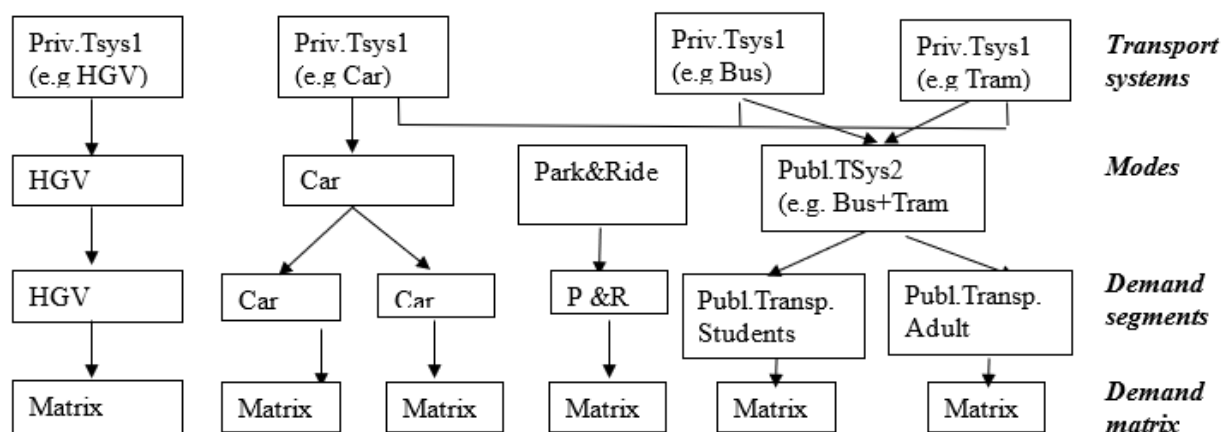 Priv.Tsys1
(e.g HGV)
Priv.Tsys1
(e.g Car)
Priv.Tsys1
(e.g Bus)
Priv.Tsys1
(e.g Tram)
Transport
systems
HGV
Car
Park&Ride
Publ.TSys2
(e.g. Bus+Tram
Modes
HGV
Car
Car
P &R
Publ.Transp.
Students
Publ.Transp.
Adult
Demand
segments
Matrix
Matrix
Matrix
Matrix
Matrix
Matrix
Demand
matrix